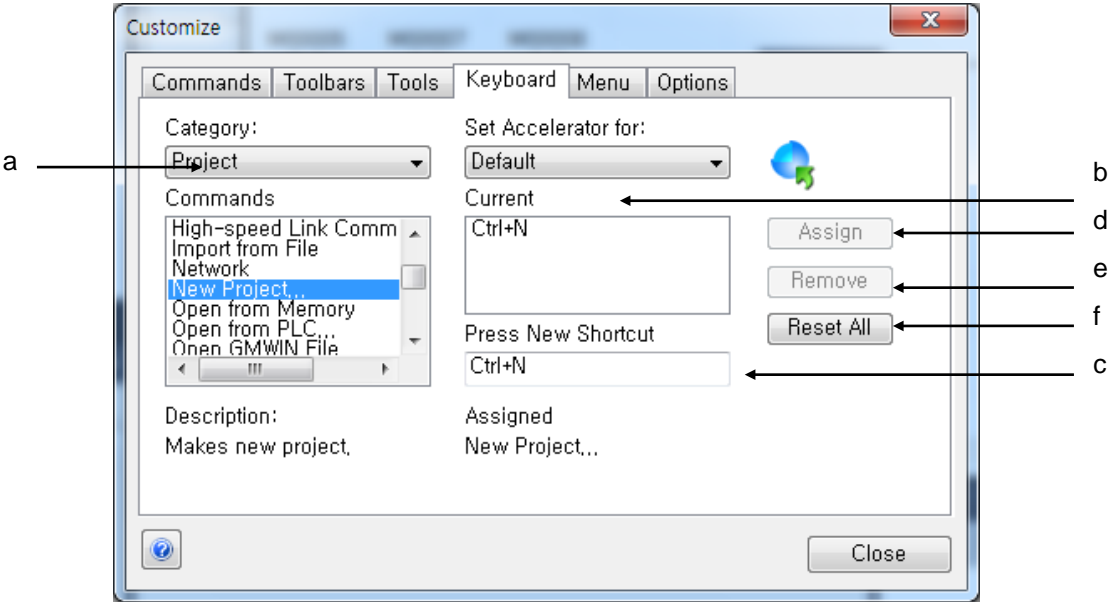 Customize
Commands Toolbars Tools Keyboard Menu Options
Category: Set Accelerator for:
a Project Default
Commands Current b
High-speed Link Comm Ctrl+N Assign d
Import from File
Network Remove e
New Project...
Open from Memory
Open from PLC... Reset All f
Open GMWIN File Press New Shortcut
Ctrl+N c
Description: Assigned
Makes new project. New Project...
Close